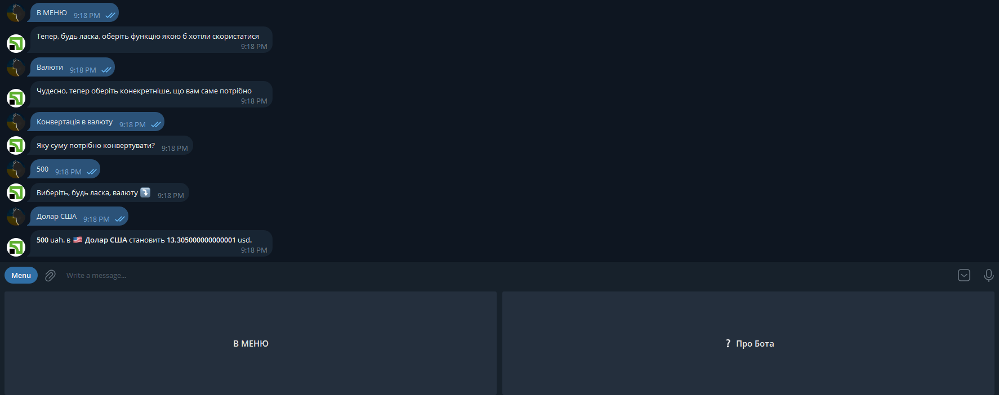 В МЕНЮ 9:18 PM
Тепер, будь ласка, оберіть функцію якою б хотіли скористатися
9:18 PM
Валюти 9:18 PM
Чудесно, тепер оберіть конекретніше, що вам саме потрібно
9:18 PM
Конвертація в валюту 9:18 PM
Яку суму потрібно конвертувати? 9:18 PM
500 9:18 PM
Виберіть, будь ласка, валюту ⤵️ 9:18 PM
Долар США 9:18 PM
500 uah. в 🇺🇸 Долар США становить 13.305000000000001 usd.
9:18 PM
Menu Write a message...
В МЕНЮ
❔ Про Бота